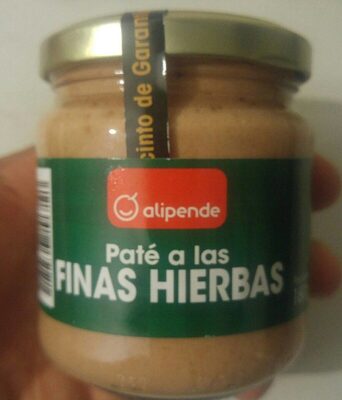 cinto de Garan
alipende
Paté a las
FINAS HIERBAS